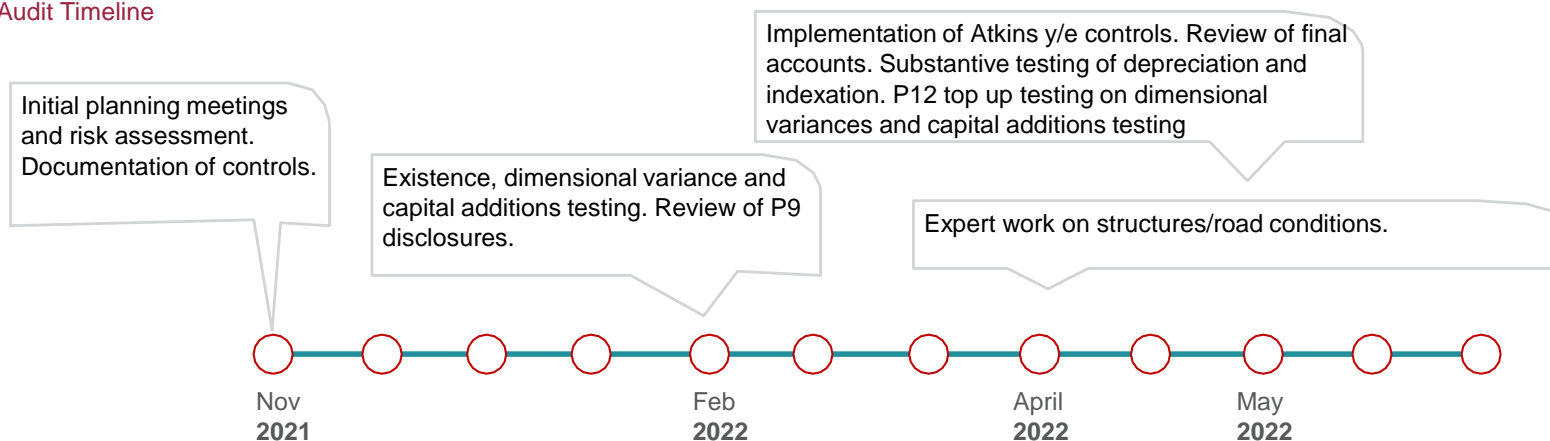 Audit Timeline
Implementation of Atkins y/e controls. Review of final
accounts. Substantive testing of depreciation and
indexation. P12 top up testing on dimensional
variances and capital additions testing
Initial planning meetings
and risk assessment.
Documentation of controls.
Existence, dimensional variance and
capital additions testing. Review of P9
disclosures.
Expert work on structures/road conditions.
Nov
2021
Feb
2022
April
2022
May
2022